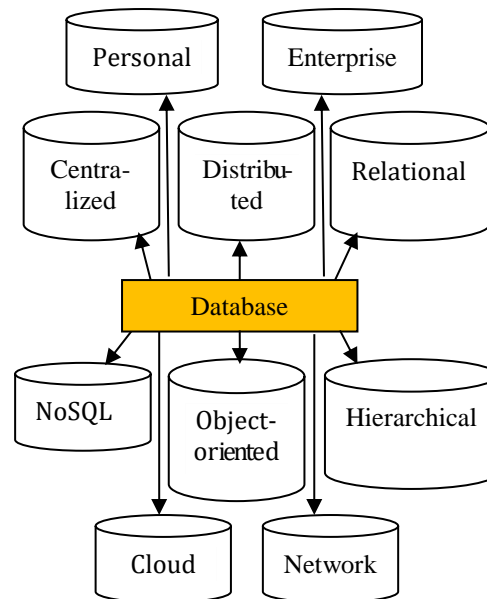 Personal
Enterprise
Centra-
lized
Distribu-
ted
Relational
Database
NoSQL
Object-
oriented
Hierarchical
Cloud
Network